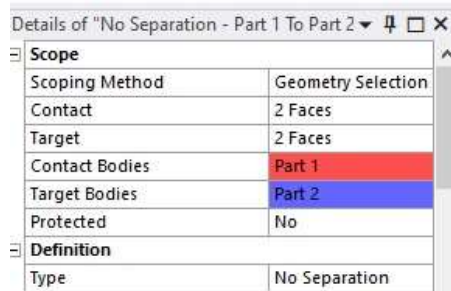 Details of "No Separation - Part 1 To Part 2
Scope
Scoping Method Geometry Selection
Contact 2 Faces
Target 2 Faces
Contact Bodies Part 1
Target Bodies Part 2
Protected No
Definition
Type No Separation